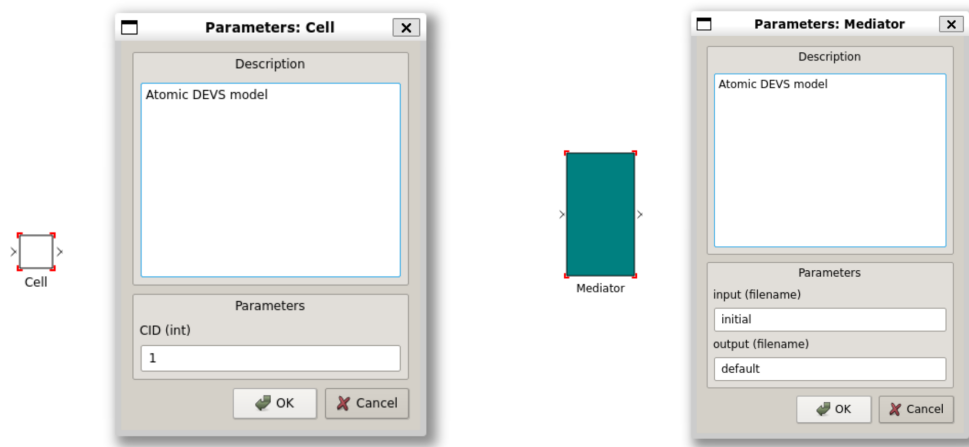 Parameters: Cell
Description
Atomic DEVS model
Cell
Parameters
CID (int)
1
OK
Cancel
Parameters: Mediator
Description
Atomic DEVS model
Mediator
Parameters
input (filename)
initial
output (filename)
default
OK
Cancel